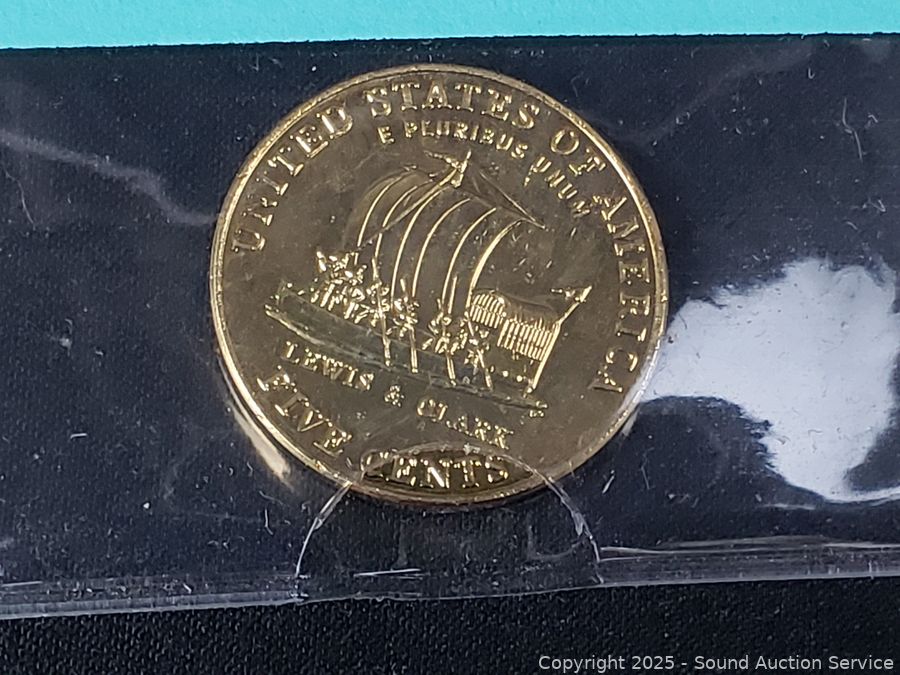 UNITED STATES OF AMERICA
E PLURIBUS UNUM
LEWIS & CLARK
FIVE CENTS
Copyright © 2025 - Sound Auction Service